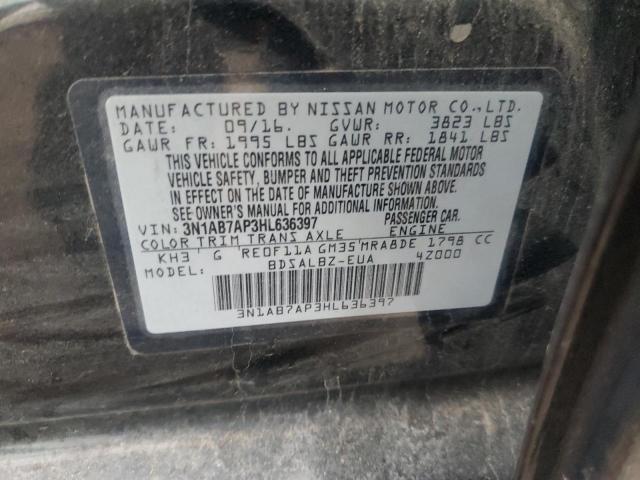 MANUFACTURED BY NISSAN MOTOR CO., LTD.
DATE: 09/16. GVWR: 3823 LBS
GAWR FR: 1995 LBS GAWR RR: 1841 LBS
THIS VEHICLE CONFORMS TO ALL APPLICABLE FEDERAL MOTOR
VEHICLE SAFETY, BUMPER AND THEFT PREVENTION STANDARDS
IN EFFECT ON THE DATE OF MANUFACTURE SHOWN ABOVE.
SEE OWNER'S MANUAL FOR ADDITIONAL INFORMATION.
VIN: 3N1AB7AP3HL636397 PASSENGER CAR.
COLOR TRIM TRANS AXLE ENGINE
KH3 G RE0F11A GM35 MRA8DE 1798 CC
MODEL: BDSALBZ-EUA 4Z000
3N1AB7AP3HL636397